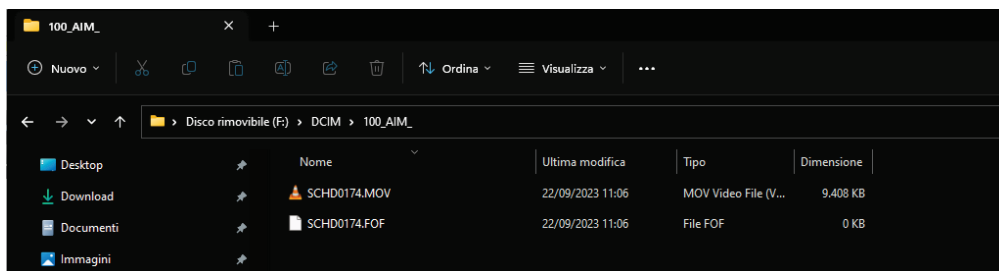 100_AIM_
Nuovo Ordina Visualizza
Disco rimovibile (F:) > DCIM > 100_AIM_
Desktop
Download
Documenti
Immagini
Nome Ultima modifica Tipo Dimensione
SCHD0174.MOV 22/09/2023 11:06 MOV Video File (V... 9.408 KB
SCHD0174.FOF 22/09/2023 11:06 File FOF 0 KB